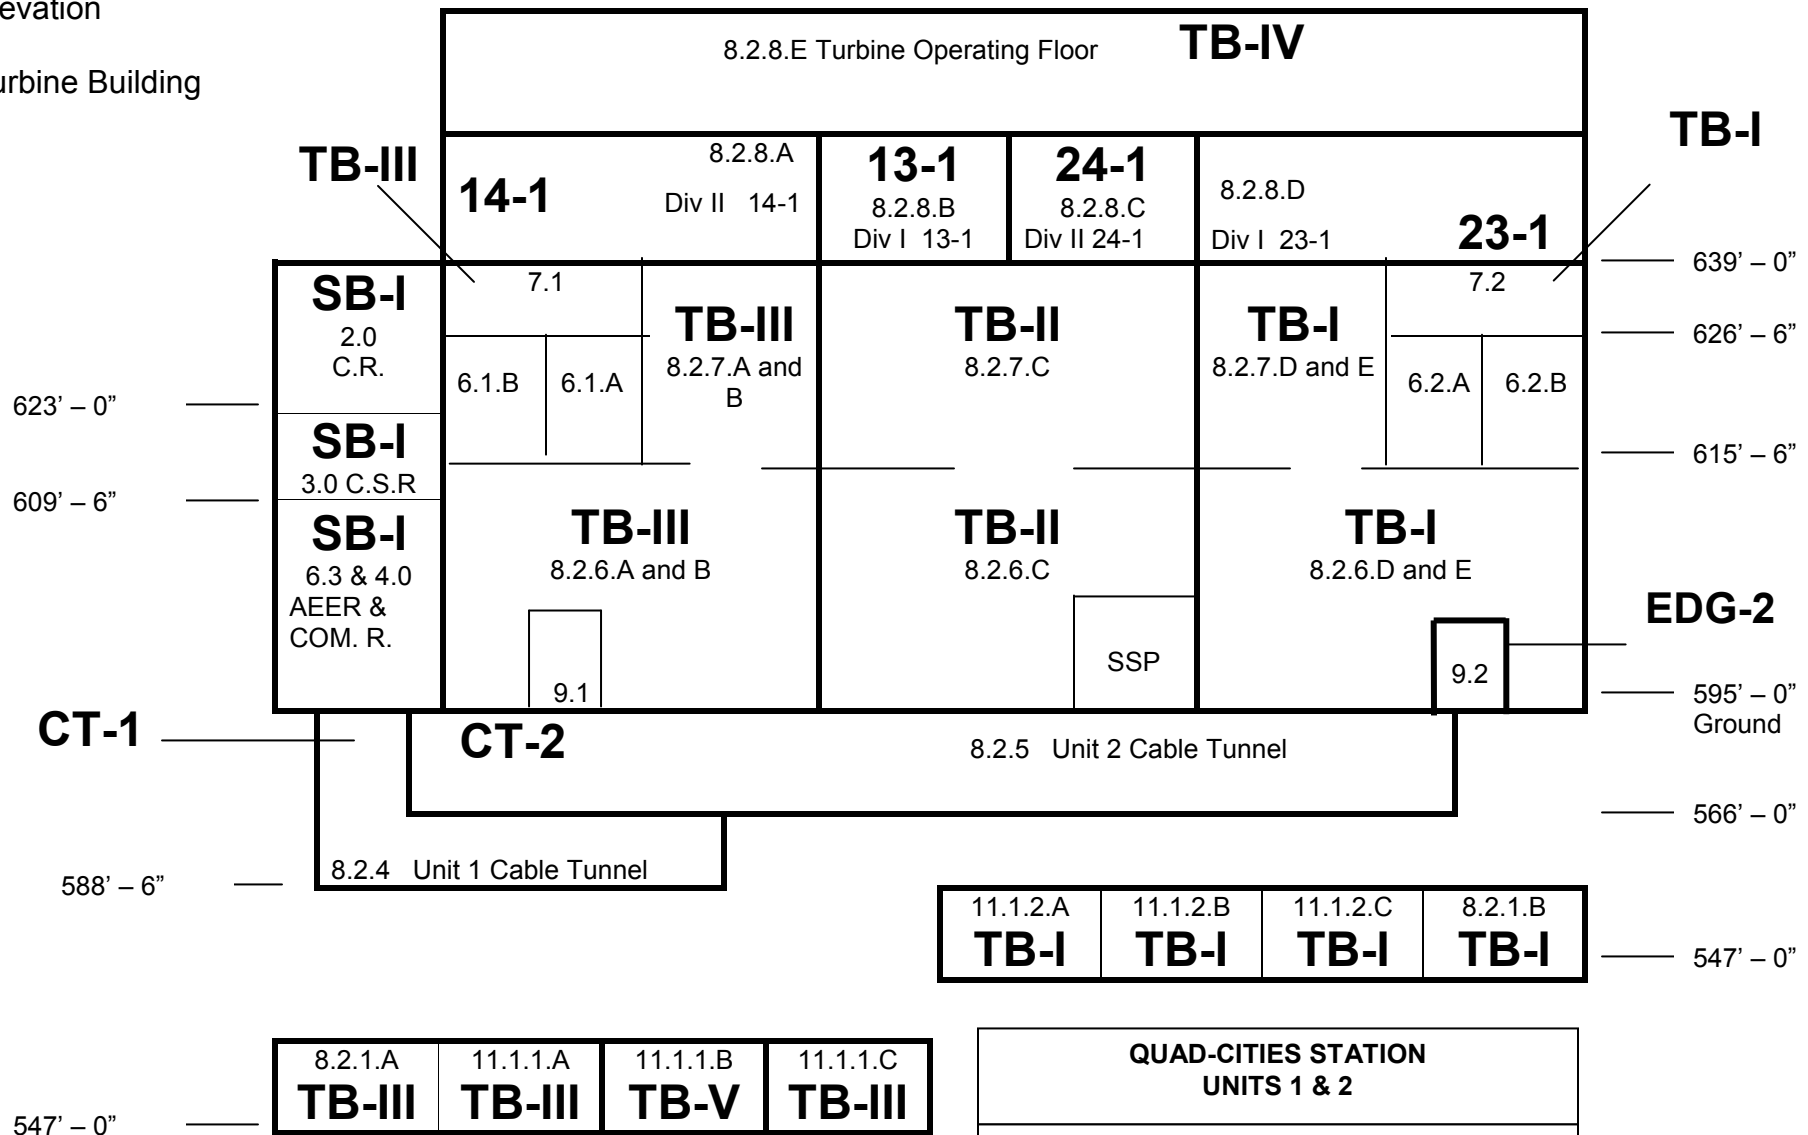 evation
urbine Building
8.2.8.E Turbine Operating Floor TB-IV
TB-III
TB-I
14-1
8.2.8.A
Div II 14-1
13-1
8.2.8.B
Div I 13-1
24-1
8.2.8.C
Div II 24-1
8.2.8.D
Div I 23-1
23-1
639’ – 0”
SB-I
2.0
C.R.
7.1
TB-III
8.2.7.A and
B
6.1.B
6.1.A
TB-II
8.2.7.C
TB-I
8.2.7.D and E
7.2
6.2.A
6.2.B
626’ – 6”
623’ – 0”
SB-I
3.0 C.S.R
615’ – 6”
609’ – 6”
SB-I
6.3 & 4.0
AEER &
COM. R.
TB-III
8.2.6.A and B
9.1
TB-II
8.2.6.C
SSP
TB-I
8.2.6.D and E
9.2
EDG-2
595’ – 0”
Ground
CT-1
CT-2
8.2.5 Unit 2 Cable Tunnel
566’ – 0”
8.2.4 Unit 1 Cable Tunnel
588’ – 6”
11.1.2.A
TB-I
11.1.2.B
TB-I
11.1.2.C
TB-I
8.2.1.B
TB-I
547’ – 0”
8.2.1.A
TB-III
11.1.1.A
TB-III
11.1.1.B
TB-V
11.1.1.C
TB-III
547’ – 0”
QUAD-CITIES STATION
UNITS 1 & 2